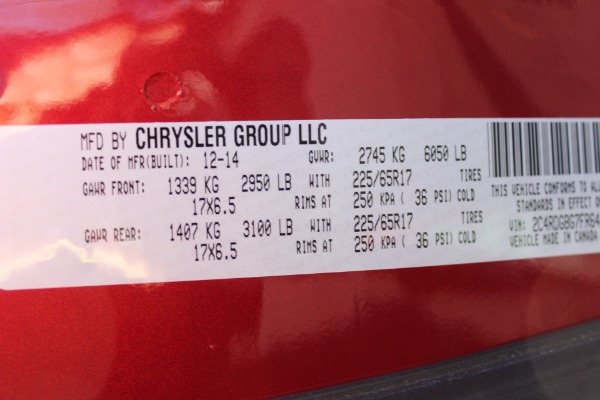 MFD BY CHRYSLER GROUP LLC
DATE OF MFR(BUILT): 12-14 GVWR: 2745 KG 6050 LB
GAWR FRONT: 1339 KG 2950 LB WITH 225/65R17 TIRES
17X6.5 RIMS AT 250 KPA ( 36 PSI) COLD
GAWR REAR: 1407 KG 3100 LB WITH 225/65R17 TIRES
17X6.5 RIMS AT 250 KPA ( 36 PSI) COLD
THIS VEHICLE CONFORMS TO
STANDARDS IN EFFECT
VIN:
VEHICLE MADE IN CANADA